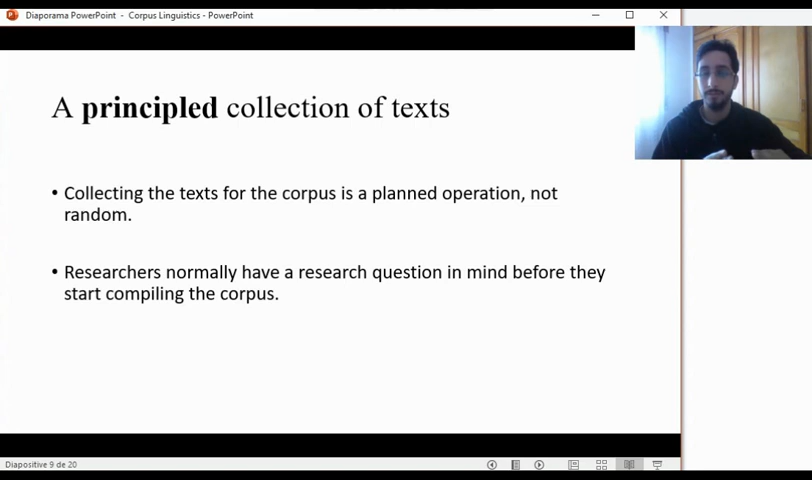 Diaporama PowerPoint - Corpus Linguistics - PowerPoint
A principled collection of texts
• Collecting the texts for the corpus is a planned operation, not
random.
• Researchers normally have a research question in mind before they
start compiling the corpus.
Diapositive 9 de 20